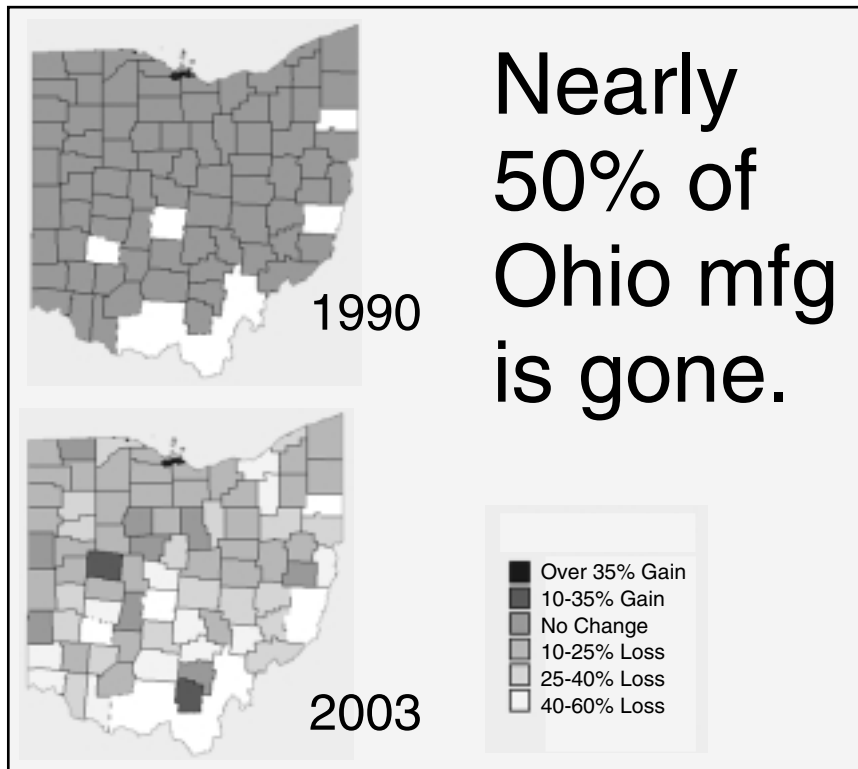 Nearly
50% of
Ohio mfg
is gone.
1990
2003
Over 35% Gain
10-35% Gain
No Change
10-25% Loss
25-40% Loss
40-60% Loss